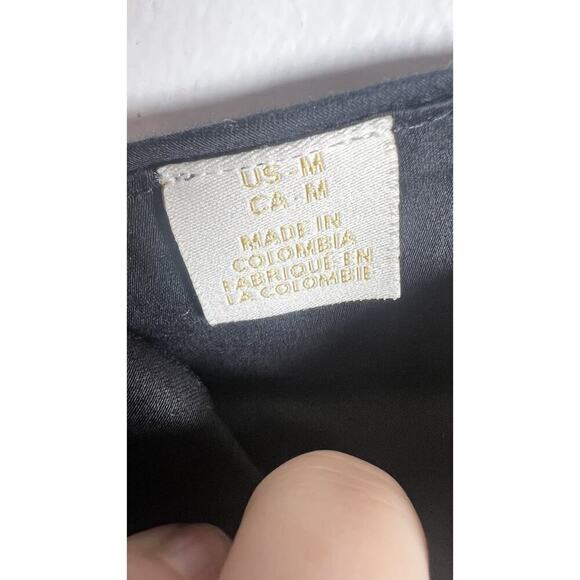 US - M
CA - M
MADE IN
COLOMBIA
FABRIQUÉ EN
LA COLOMBIE